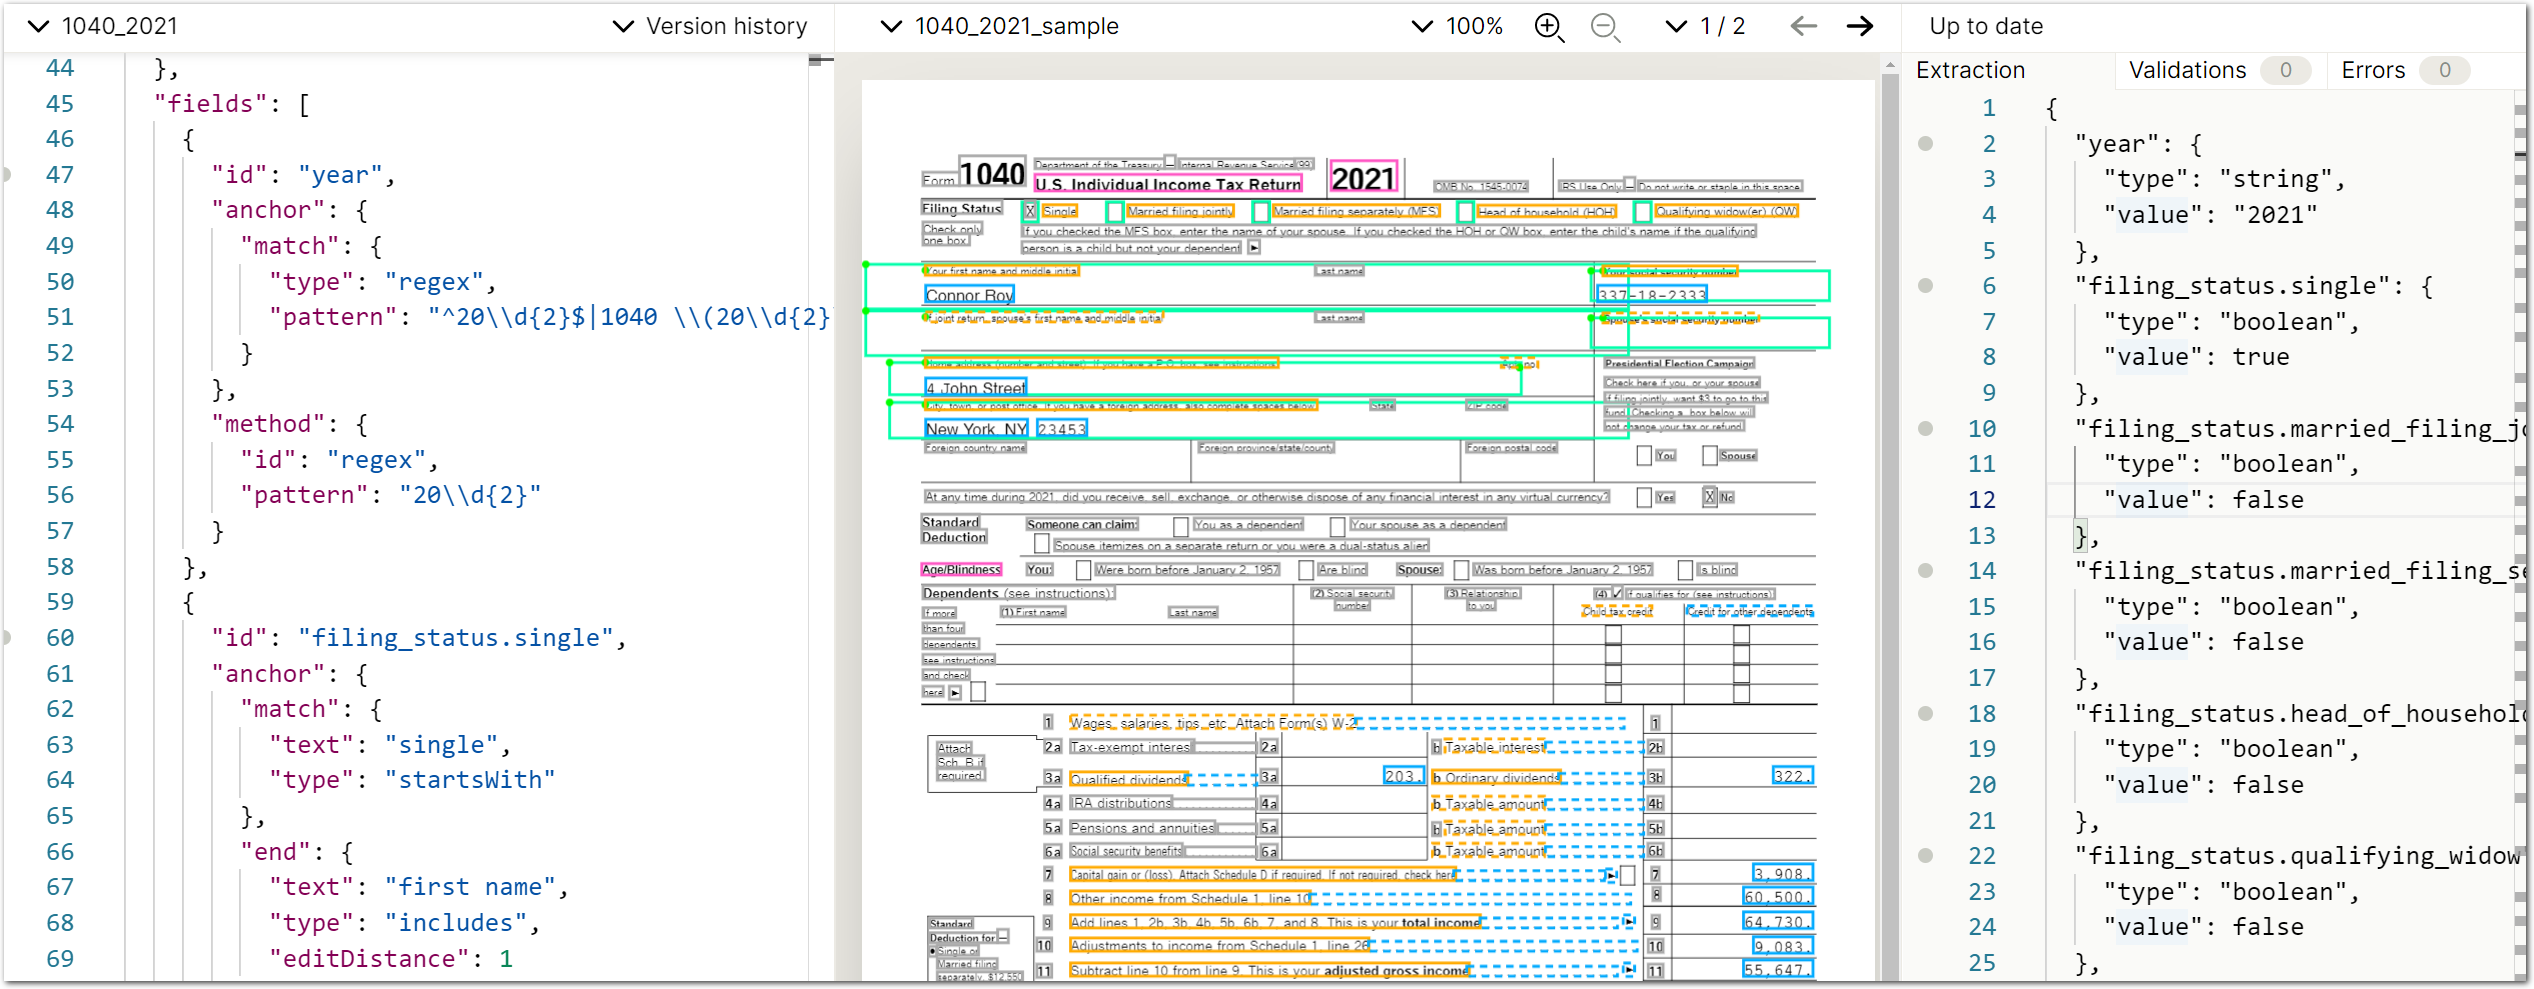 1040_2021
Version history
44 },
45 "fields": [
46 {
47 "id": "year",
48 "anchor": {
49 "match": {
50 "type": "regex",
51 "pattern": "^20\\d{2}$|1040 \\(20\\d{2}
52 }
53 },
54 "method": {
55 "id": "regex",
56 "pattern": "20\\d{2}"
57 }
58 },
59 {
60 "id": "filing_status.single",
61 "anchor": {
62 "match": {
63 "text": "single",
64 "type": "startsWith"
65 },
66 "end": {
67 "text": "first name",
68 "type": "includes",
69 "editDistance": 1
1040_2021_sample
100%
1 / 2
Form 1040
Department of the Treasury — Internal Revenue Service (99)
U.S. Individual Income Tax Return
2021
OMB No. 1545-0074
IRS Use Only — Do not write or staple in this space.
Filing Status
X Single
Married filing jointly
Married filing separately (MFS)
Head of household (HOH)
Qualifying widow(er) (QW)
Check only
one box.
If you checked the MFS box, enter the name of your spouse. If you checked the HOH or QW box, enter the child's name if the qualifying
person is a child but not your dependent ►
Your first name and middle initial
Last name
Your social security number
Connor Roy
337-18-2333
If joint return, spouse's first name and middle initial
Last name
Spouse's social security number
Home address (number and street). If you have a P.O. box, see instructions.
Apt. no.
4 John Street
City, town, or post office. If you have a foreign address, also complete spaces below.
State
ZIP code
New York, NY 23453
Foreign country name
Foreign province/state/county
Foreign postal code
Presidential Election Campaign
Check here if you, or your spouse
if filing jointly, want $3 to go to this
fund. Checking a box below will
not change your tax or refund.
You
Spouse
At any time during 2021, did you receive, sell, exchange, or otherwise dispose of any financial interest in any virtual currency?
Yes
X No
Standard
Deduction
Someone can claim:
You as a dependent
Your spouse as a dependent
Spouse itemizes on a separate return or you were a dual-status alien
Age/Blindness
You:
Were born before January 2, 1957
Are blind
Spouse:
Was born before January 2, 1957
Is blind
Dependents (see instructions):
(2) Social security
number
(3) Relationship
to you
(4) ✓ if qualifies for (see instructions):
If more
than four
dependents,
see instructions
and check
here ►
(1) First name
Last name
Child tax credit
Credit for other dependents
1 Wages, salaries, tips, etc. Attach Form(s) W-2 1
Attach
Sch. B if
required.
2a Tax-exempt interest 2a b Taxable interest 2b
3a Qualified dividends 3a 203. b Ordinary dividends 3b 322.
4a IRA distributions 4a b Taxable amount 4b
5a Pensions and annuities 5a b Taxable amount 5b
6a Social security benefits 6a b Taxable amount 6b
7 Capital gain or (loss). Attach Schedule D if required. If not required, check here ► 7 3,908.
8 Other income from Schedule 1, line 10 8 60,500.
9 Add lines 1, 2b, 3b, 4b, 5b, 6b, 7, and 8. This is your total income ► 9 64,730.
10 Adjustments to income from Schedule 1, line 26 10 9,083.
11 Subtract line 10 from line 9. This is your adjusted gross income ► 11 55,647.
Standard
Deduction for —
• Single or
Married filing
separately, $12,550
Up to date
Extraction
Validations 0
Errors 0
1 {
2 "year": {
3 "type": "string",
4 "value": "2021"
5 },
6 "filing_status.single": {
7 "type": "boolean",
8 "value": true
9 },
10 "filing_status.married_filing_jo
11 "type": "boolean",
12 "value": false
13 },
14 "filing_status.married_filing_se
15 "type": "boolean",
16 "value": false
17 },
18 "filing_status.head_of_household
19 "type": "boolean",
20 "value": false
21 },
22 "filing_status.qualifying_widow
23 "type": "boolean",
24 "value": false
25 },